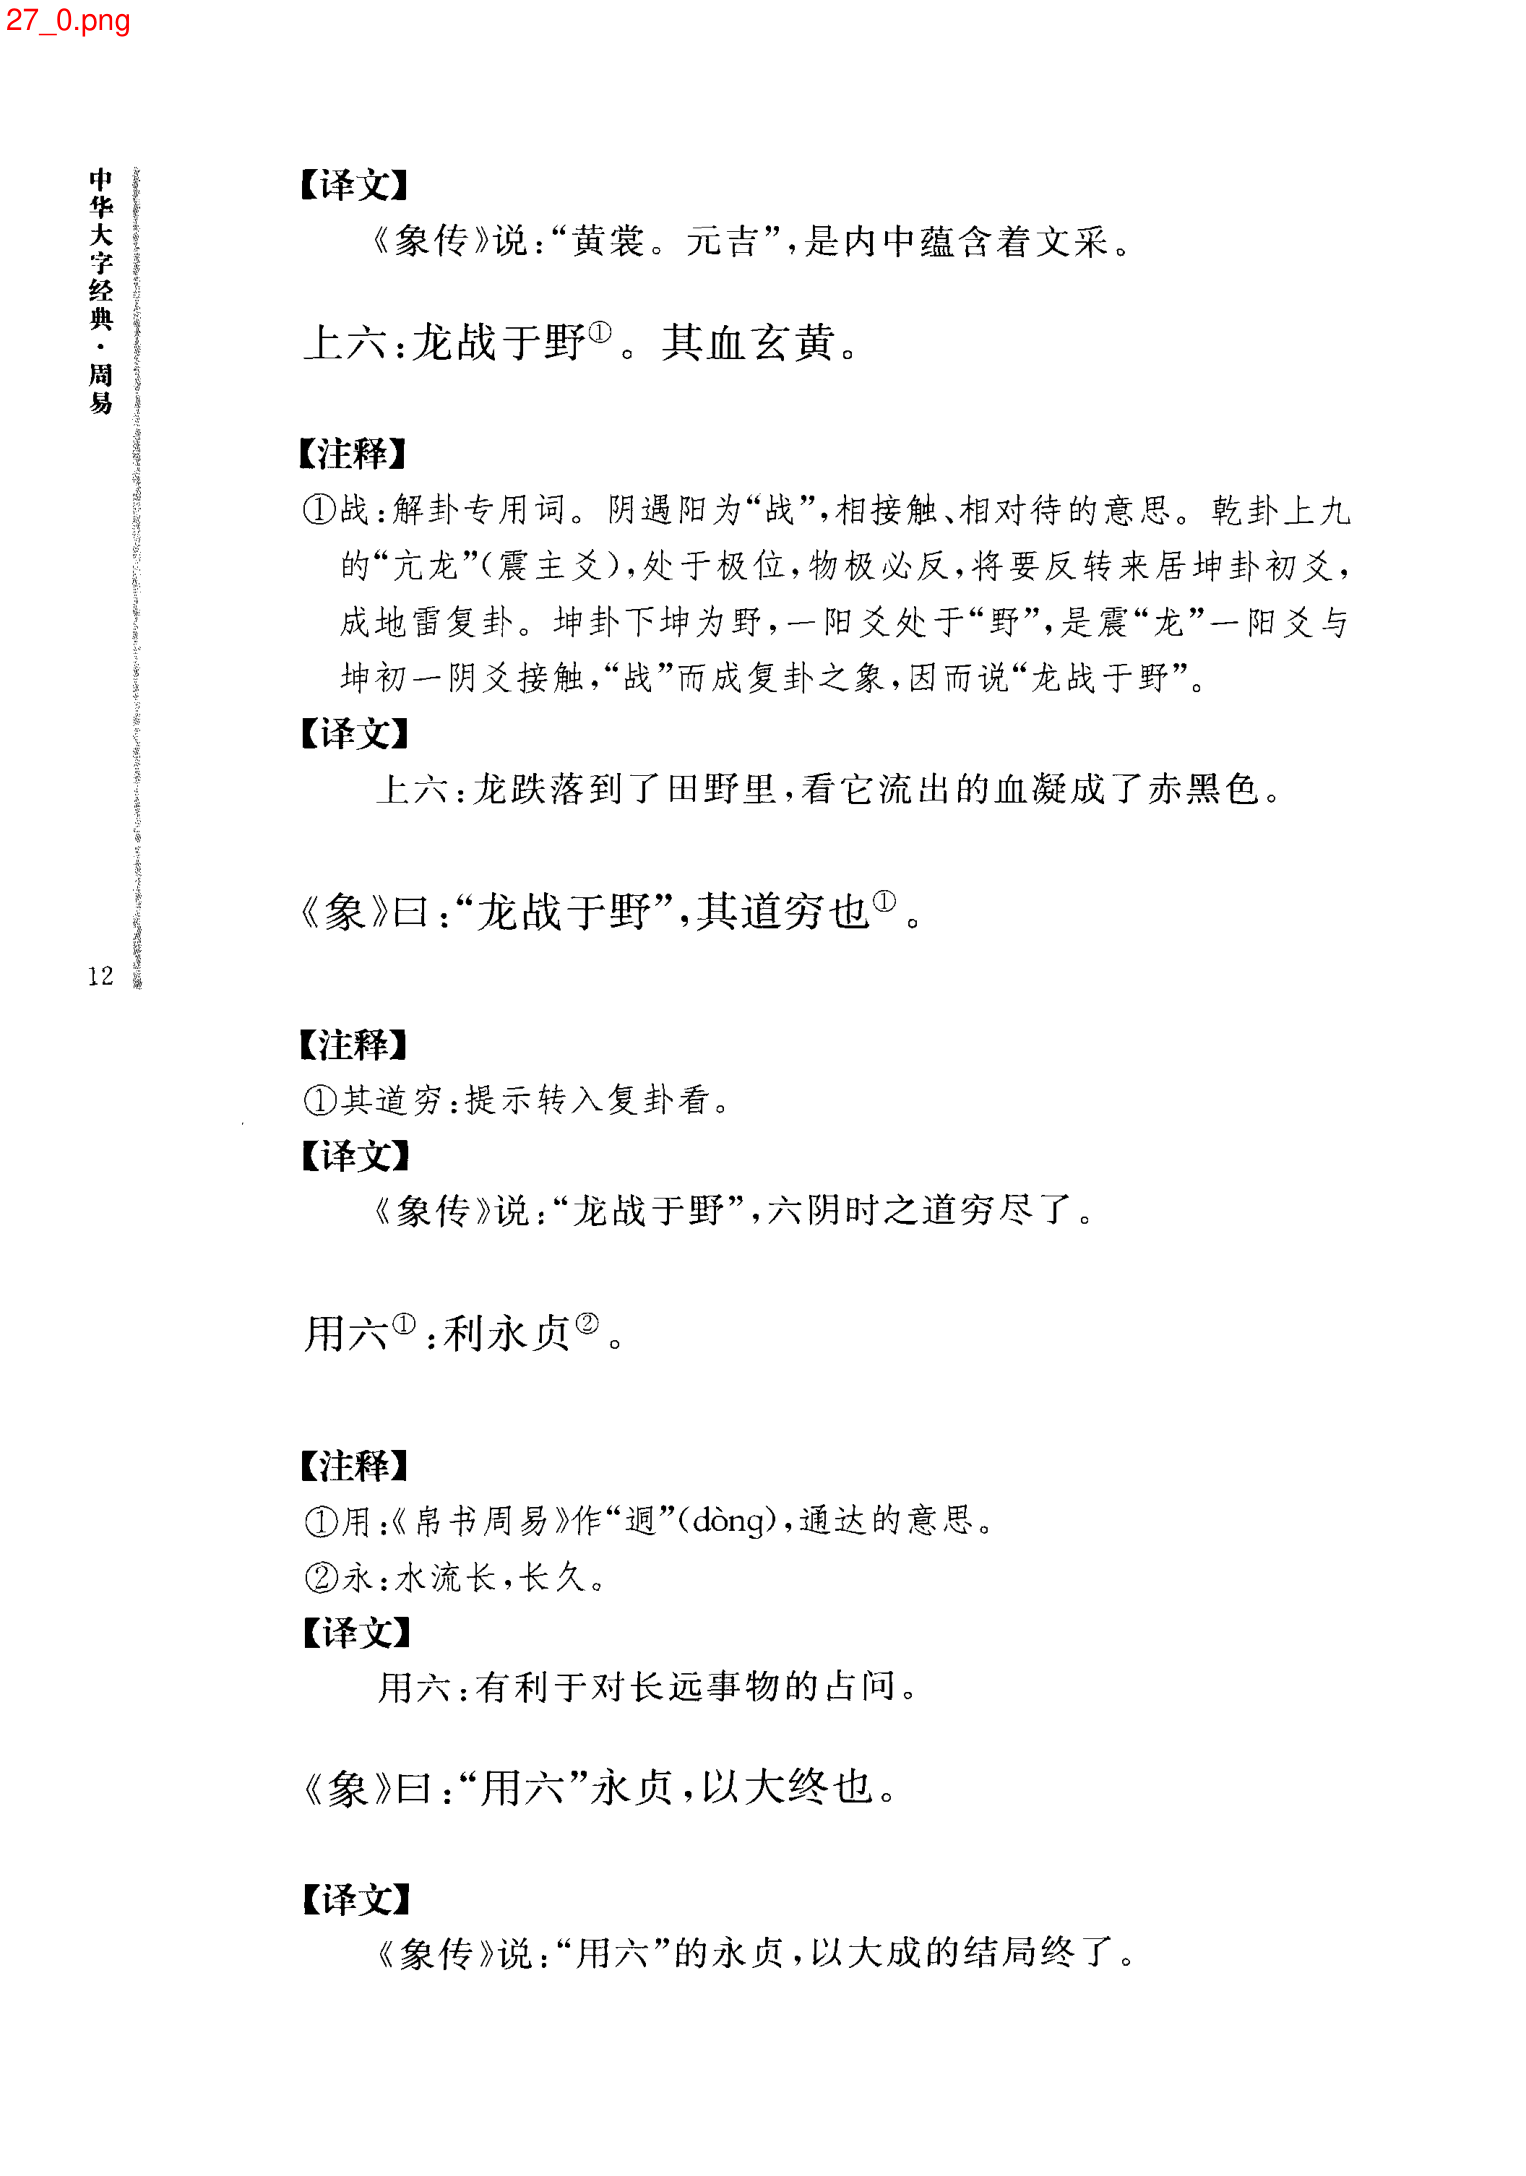 27_0.png
中华大字经典·周易
12
【译文】
《象传》说:“黄裳。元吉”,是内中蕴含着文采。
上六:龙战于野①。其血玄黄。
【注释】
①战:解卦专用词。阴遇阳为“战”,相接触、相对待的意思。乾卦上九
的“亢龙”(震主爻),处于极位,物极必反,将要反转来居坤卦初爻,
成地雷复卦。坤卦下坤为野,一阳爻处于“野”,是震“龙”一阳爻与
坤初一阴爻接触,“战”而成复卦之象,因而说“龙战于野”。
【译文】
上六:龙跌落到了田野里,看它流出的血凝成了赤黑色。
《象》曰:“龙战于野”,其道穷也①。
【注释】
①其道穷:提示转入复卦看。
【译文】
《象传》说:“龙战于野”,六阴时之道穷尽了。
用六①:利永贞②。
【注释】
①用:《帛书周易》作“迵”(dòng),通达的意思。
②永:水流长,长久。
【译文】
用六:有利于对长远事物的占问。
《象》曰:“用六”永贞,以大终也。
【译文】
《象传》说:“用六”的永贞,以大成的结局终了。